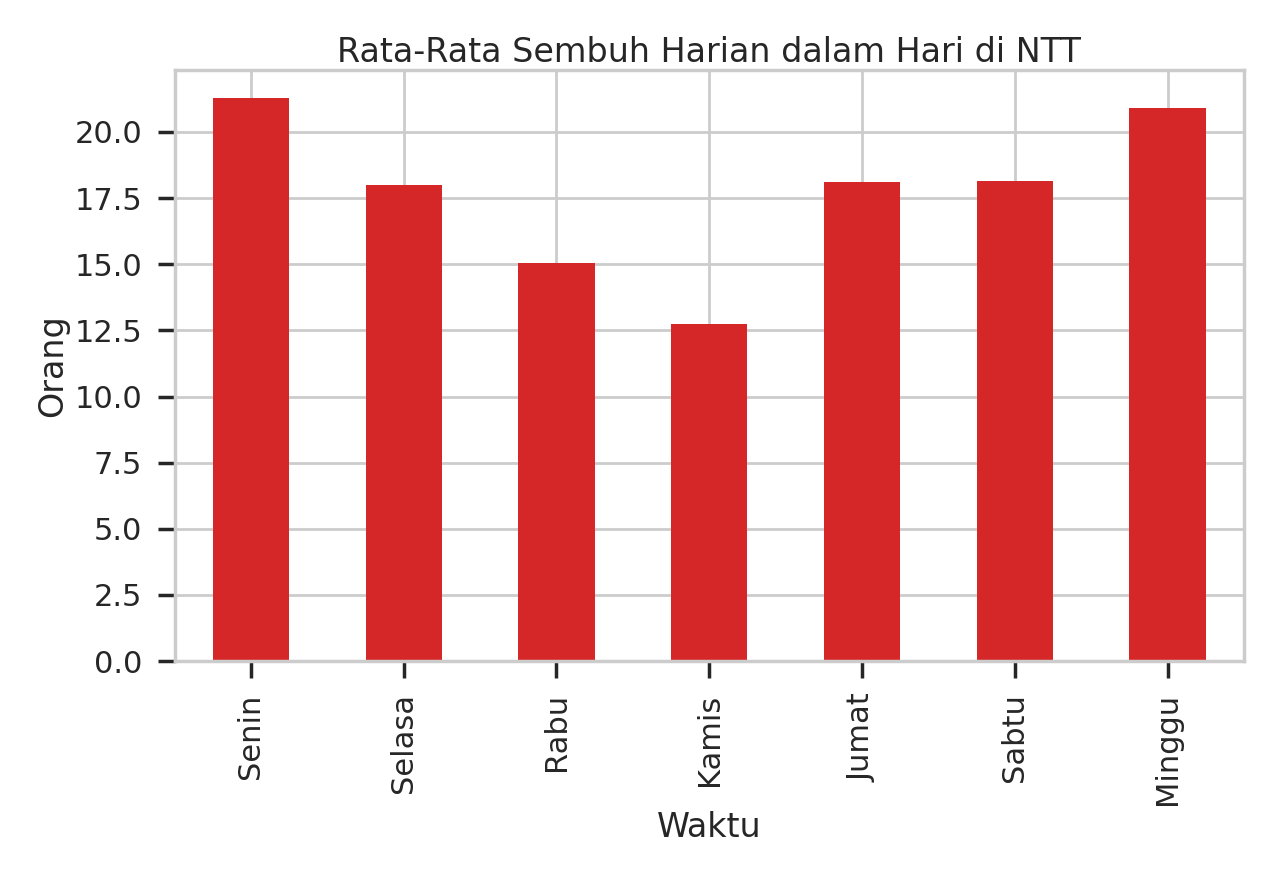 Rata-Rata Sembuh Harian dalam Hari di NTT
20.0
17.5
15.0
12.5
10.0
7.5
5.0
2.5
0.0
Orang
Senin
Selasa
Rabu
Kamis
Jumat
Sabtu
Minggu
Waktu